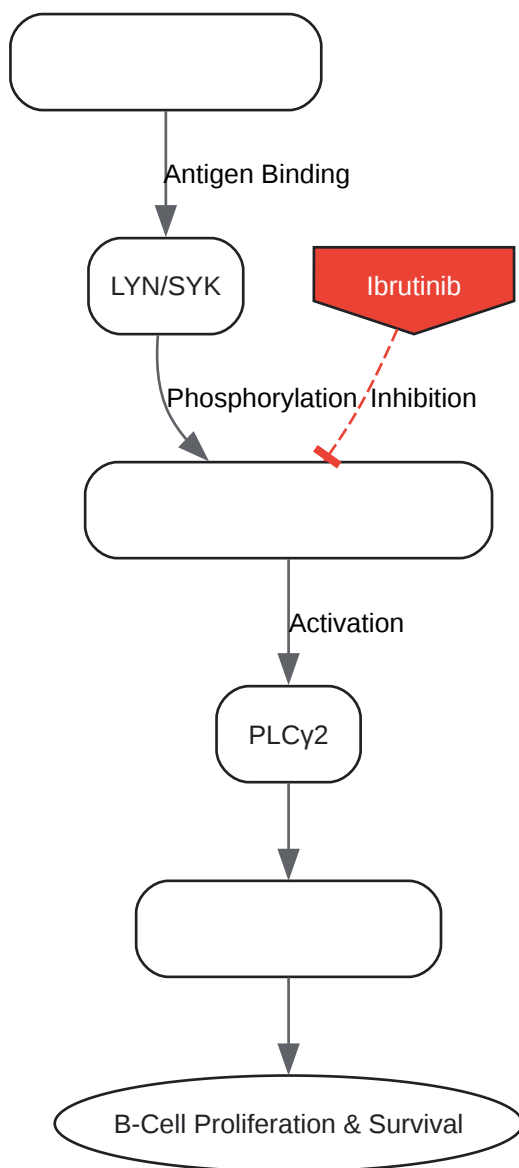 Antigen Binding
LYN/SYK
Ibrutinib
Phosphorylation
Inhibition
Activation
PLCγ2
B-Cell Proliferation & Survival